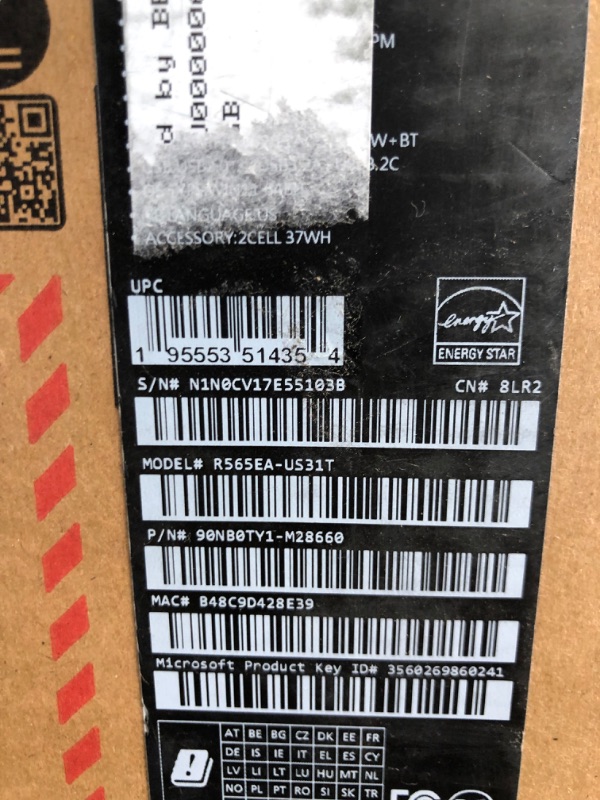 d by
PM
W+BT
3.2C
LANGUAGE:US
ACCESSORY:2CELL 37WH
UPC
1 95553 51435 4
energy
ENERGY STAR
S/N# N1N0CV17E55103B CN# 8LR2
MODEL# R565EA-US31T
P/N# 90NB0TY1-M28660
MAC# B48C9D428E39
Microsoft Product Key ID# 3560269860241
AT BE BG CZ DK EE FR
DE IS IE IT EL ES CY
LV LI LT LU HU MT NL
NO PL PT RO SI SK TR